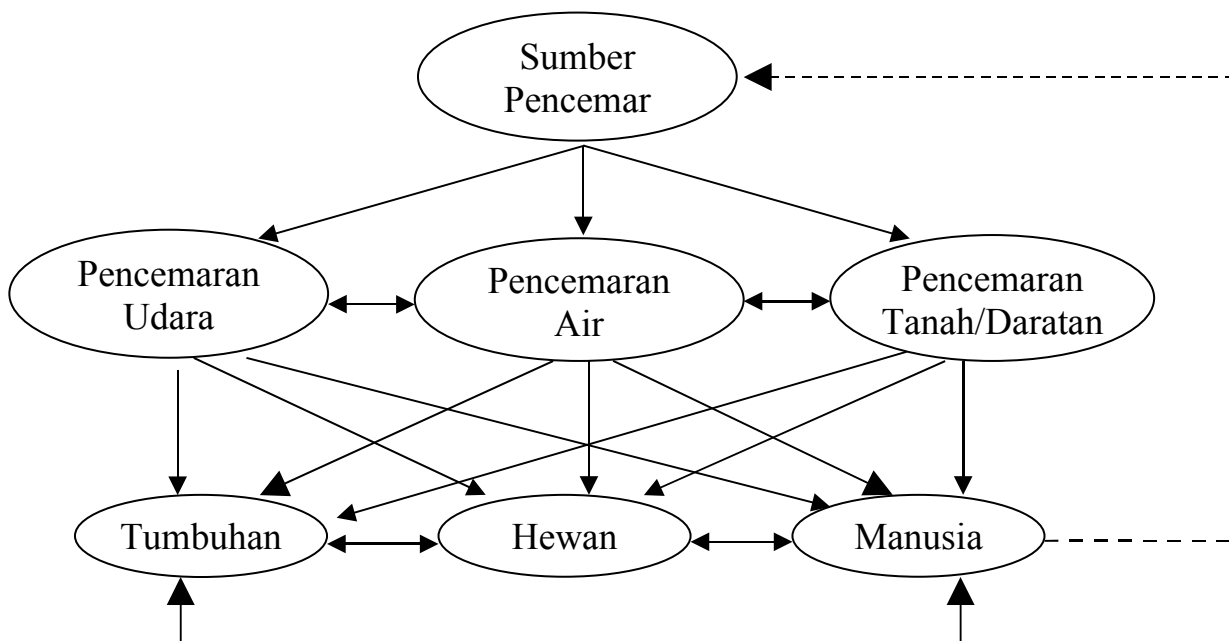 Sumber
Pencemar
Pencemaran
Udara
Pencemaran
Air
Pencemaran
Tanah/Daratan
Tumbuhan
Hewan
Manusia